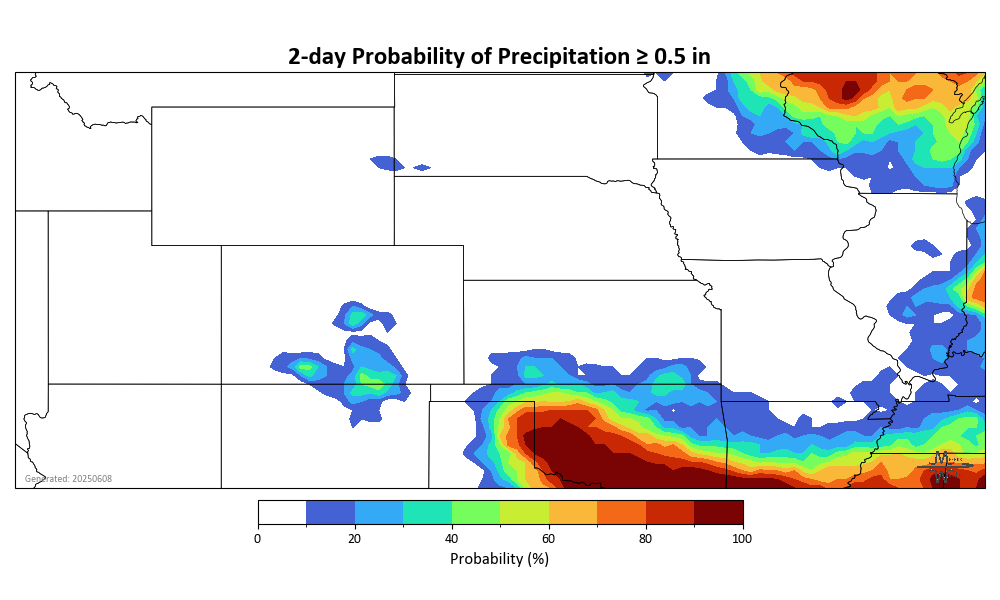 2-day Probability of Precipitation ≥ 0.5 in
Generated: 20250608
0 20 40 60 80 100
Probability (%)